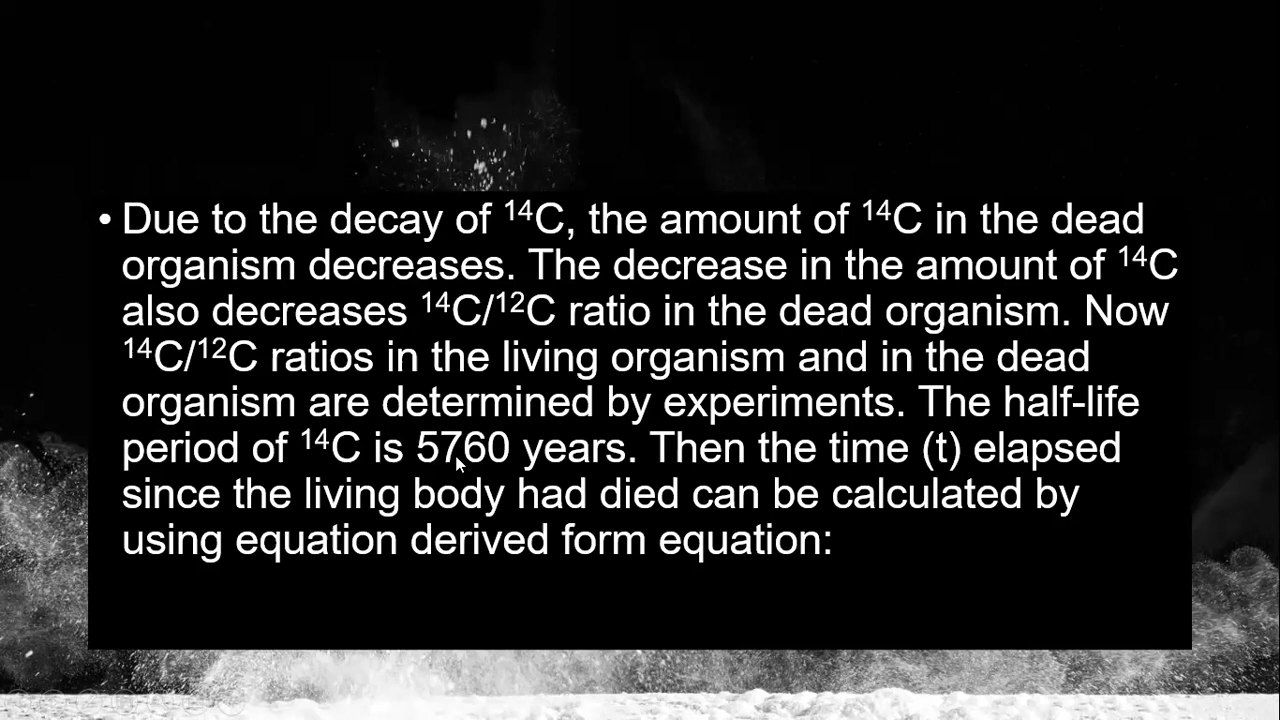 • Due to the decay of ¹⁴C, the amount of ¹⁴C in the dead
organism decreases. The decrease in the amount of ¹⁴C
also decreases ¹⁴C/¹²C ratio in the dead organism. Now
¹⁴C/¹²C ratios in the living organism and in the dead
organism are determined by experiments. The half-life
period of ¹⁴C is 5760 years. Then the time (t) elapsed
since the living body had died can be calculated by
using equation derived form equation: